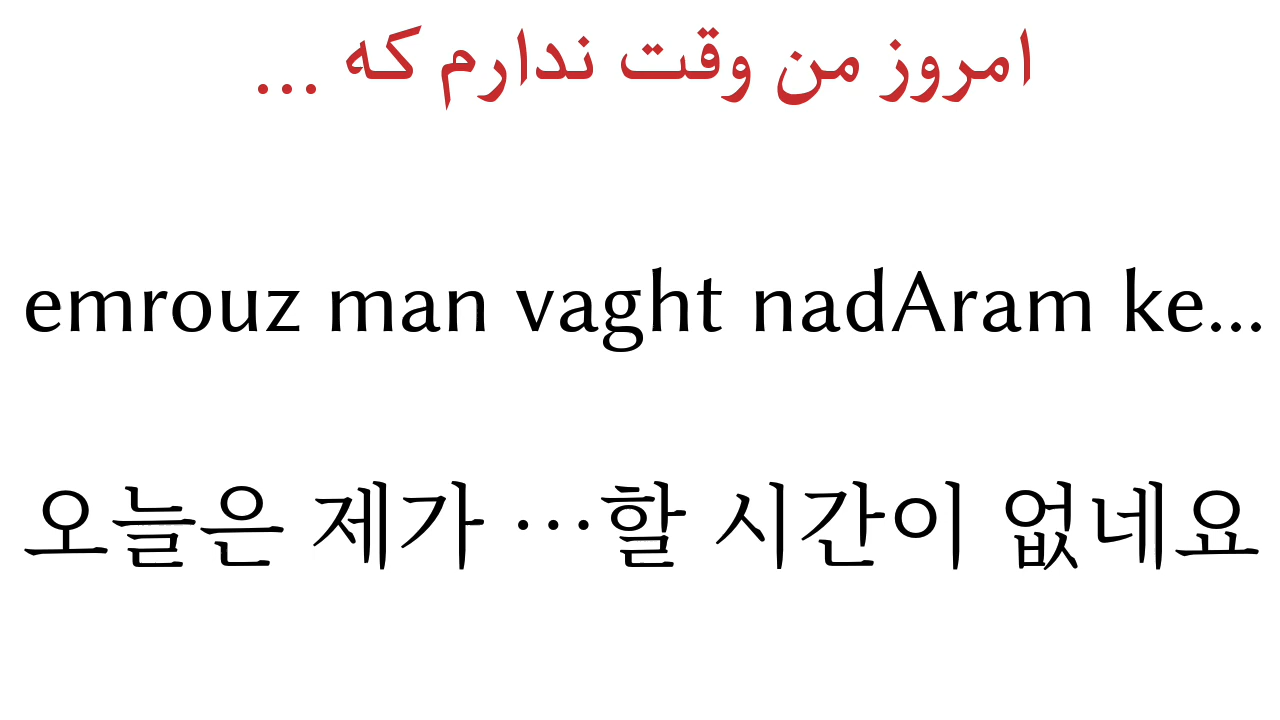 امروز من وقت ندارم که ...
emrouz man vaght nadAram ke...
오늘은 제가 …할 시간이 없네요